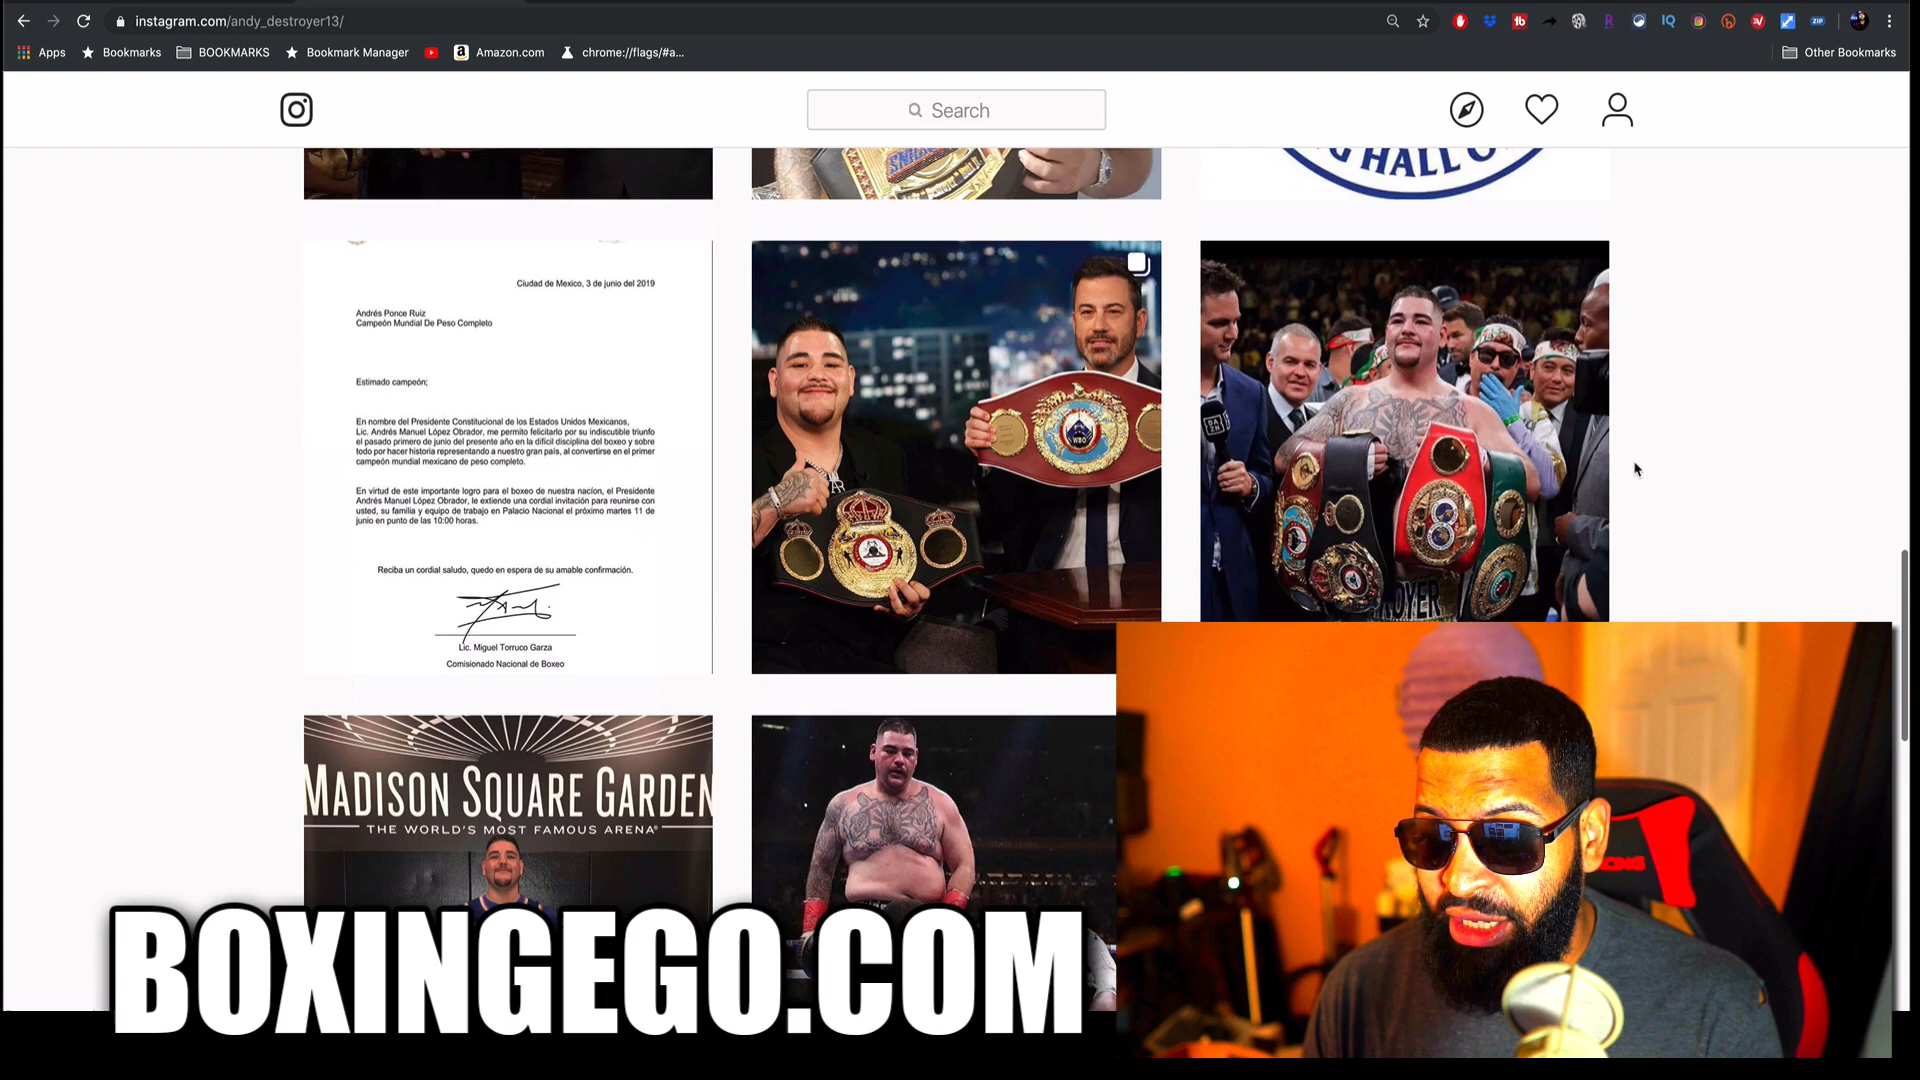 instagram.com/andy_destroyer13/
Apps
Bookmarks
BOOKMARKS
Bookmark Manager
Amazon.com
chrome://flags/#a...
Other Bookmarks
Search
G HALL O
Ciudad de Mexico, 3 de junio del 2019
Andrés Ponce Ruiz
Campeón Mundial De Peso Completo
Estimado campeón;
En nombre del Presidente Constitucional de los Estados Unidos Mexicanos,
Lic. Andrés Manuel López Obrador, me permito felicitarlo por su indiscutible triunfo
el pasado primero de junio del presente año en la difícil disciplina del boxeo y sobre
todo por hacer historia representando a nuestro gran país, al convertirse en el primer
campeón mundial mexicano de peso completo.
En virtud de este importante logro para el boxeo de nuestra nacíon, el Presidente
Andrés Manuel López Obrador, le extiende una cordial invitación para reunirse con
usted, su familia y equipo de trabajo en Palacio Nacional el próximo martes 11 de
junio en punto de las 10:00 horas.
Reciba un cordial saludo, quedo en espera de su amable confirmación.
Lic. Miguel Torruco Garza
Comisionado Nacional de Boxeo
WBO
DAZN
MADISON SQUARE GARDEN
THE WORLD'S MOST FAMOUS ARENA
BOXINGEGO.COM